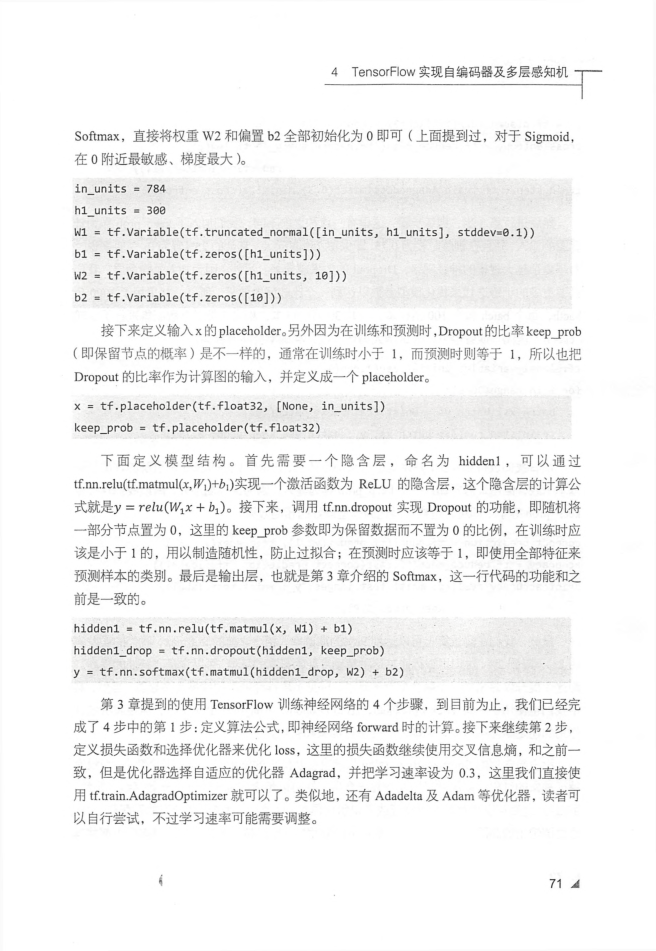 4 TensorFlow 实现自编码器及多层感知机
Softmax，直接将权重 W2 和偏置 b2 全部初始化为 0 即可（上面提到过，对于 Sigmoid，
在 0 附近最敏感、梯度最大）。
in_units = 784
h1_units = 300
W1 = tf.Variable(tf.truncated_normal([in_units, h1_units], stddev=0.1))
b1 = tf.Variable(tf.zeros([h1_units]))
W2 = tf.Variable(tf.zeros([h1_units, 10]))
b2 = tf.Variable(tf.zeros([10]))
接下来定义输入 x 的 placeholder。另外因为在训练和预测时，Dropout 的比率 keep_prob
（即保留节点的概率）是不一样的，通常在训练时小于 1，而预测时则等于 1，所以也把
Dropout 的比率作为计算图的输入，并定义成一个 placeholder。
x = tf.placeholder(tf.float32, [None, in_units])
keep_prob = tf.placeholder(tf.float32)
下面定义模型结构。首先需要一个隐含层，命名为 hidden1，可以通过
tf.nn.relu(tf.matmul(x,W₁)+b₁)实现一个激活函数为 ReLU 的隐含层，这个隐含层的计算公
式就是y = relu(W₁x + b₁)。接下来，调用 tf.nn.dropout 实现 Dropout 的功能，即随机将
一部分节点置为 0，这里的 keep_prob 参数即为保留数据而不置为 0 的比例，在训练时应
该是小于 1 的，用以制造随机性，防止过拟合；在预测时应该等于 1，即使用全部特征来
预测样本的类别。最后是输出层，也就是第 3 章介绍的 Softmax，这一行代码的功能和之
前是一致的。
hidden1 = tf.nn.relu(tf.matmul(x, W1) + b1)
hidden1_drop = tf.nn.dropout(hidden1, keep_prob)
y = tf.nn.softmax(tf.matmul(hidden1_drop, W2) + b2)
第 3 章提到的使用 TensorFlow 训练神经网络的 4 个步骤，到目前为止，我们已经完
成了 4 步中的第 1 步：定义算法公式，即神经网络 forward 时的计算。接下来继续第 2 步，
定义损失函数和选择优化器来优化 loss，这里的损失函数继续使用交叉信息熵，和之前一
致，但是优化器选择自适应的优化器 Adagrad，并把学习速率设为 0.3，这里我们直接使
用 tf.train.AdagradOptimizer 就可以了。类似地，还有 Adadelta 及 Adam 等优化器，读者可
以自行尝试，不过学习速率可能需要调整。
71